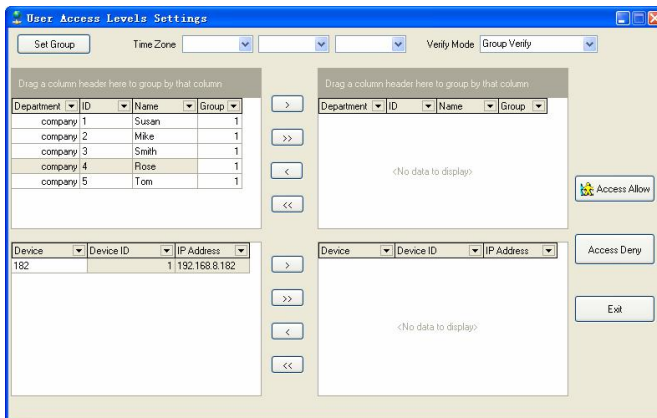 User Access Levels Settings
Set Group Time Zone Verify Mode Group Verify
Drag a column header here to group by that column
Department ID Name Group
company 1 Susan 1
company 2 Mike 1
company 3 Smith 1
company 4 Rose 1
company 5 Tom 1
>
>>
<
<<
Drag a column header here to group by that column
Department ID Name Group
<No data to display>
Access Allow
Access Deny
Exit
Device Device ID IP Address
182 1 192.168.8.182
>
>>
<
<<
Device Device ID IP Address
<No data to display>